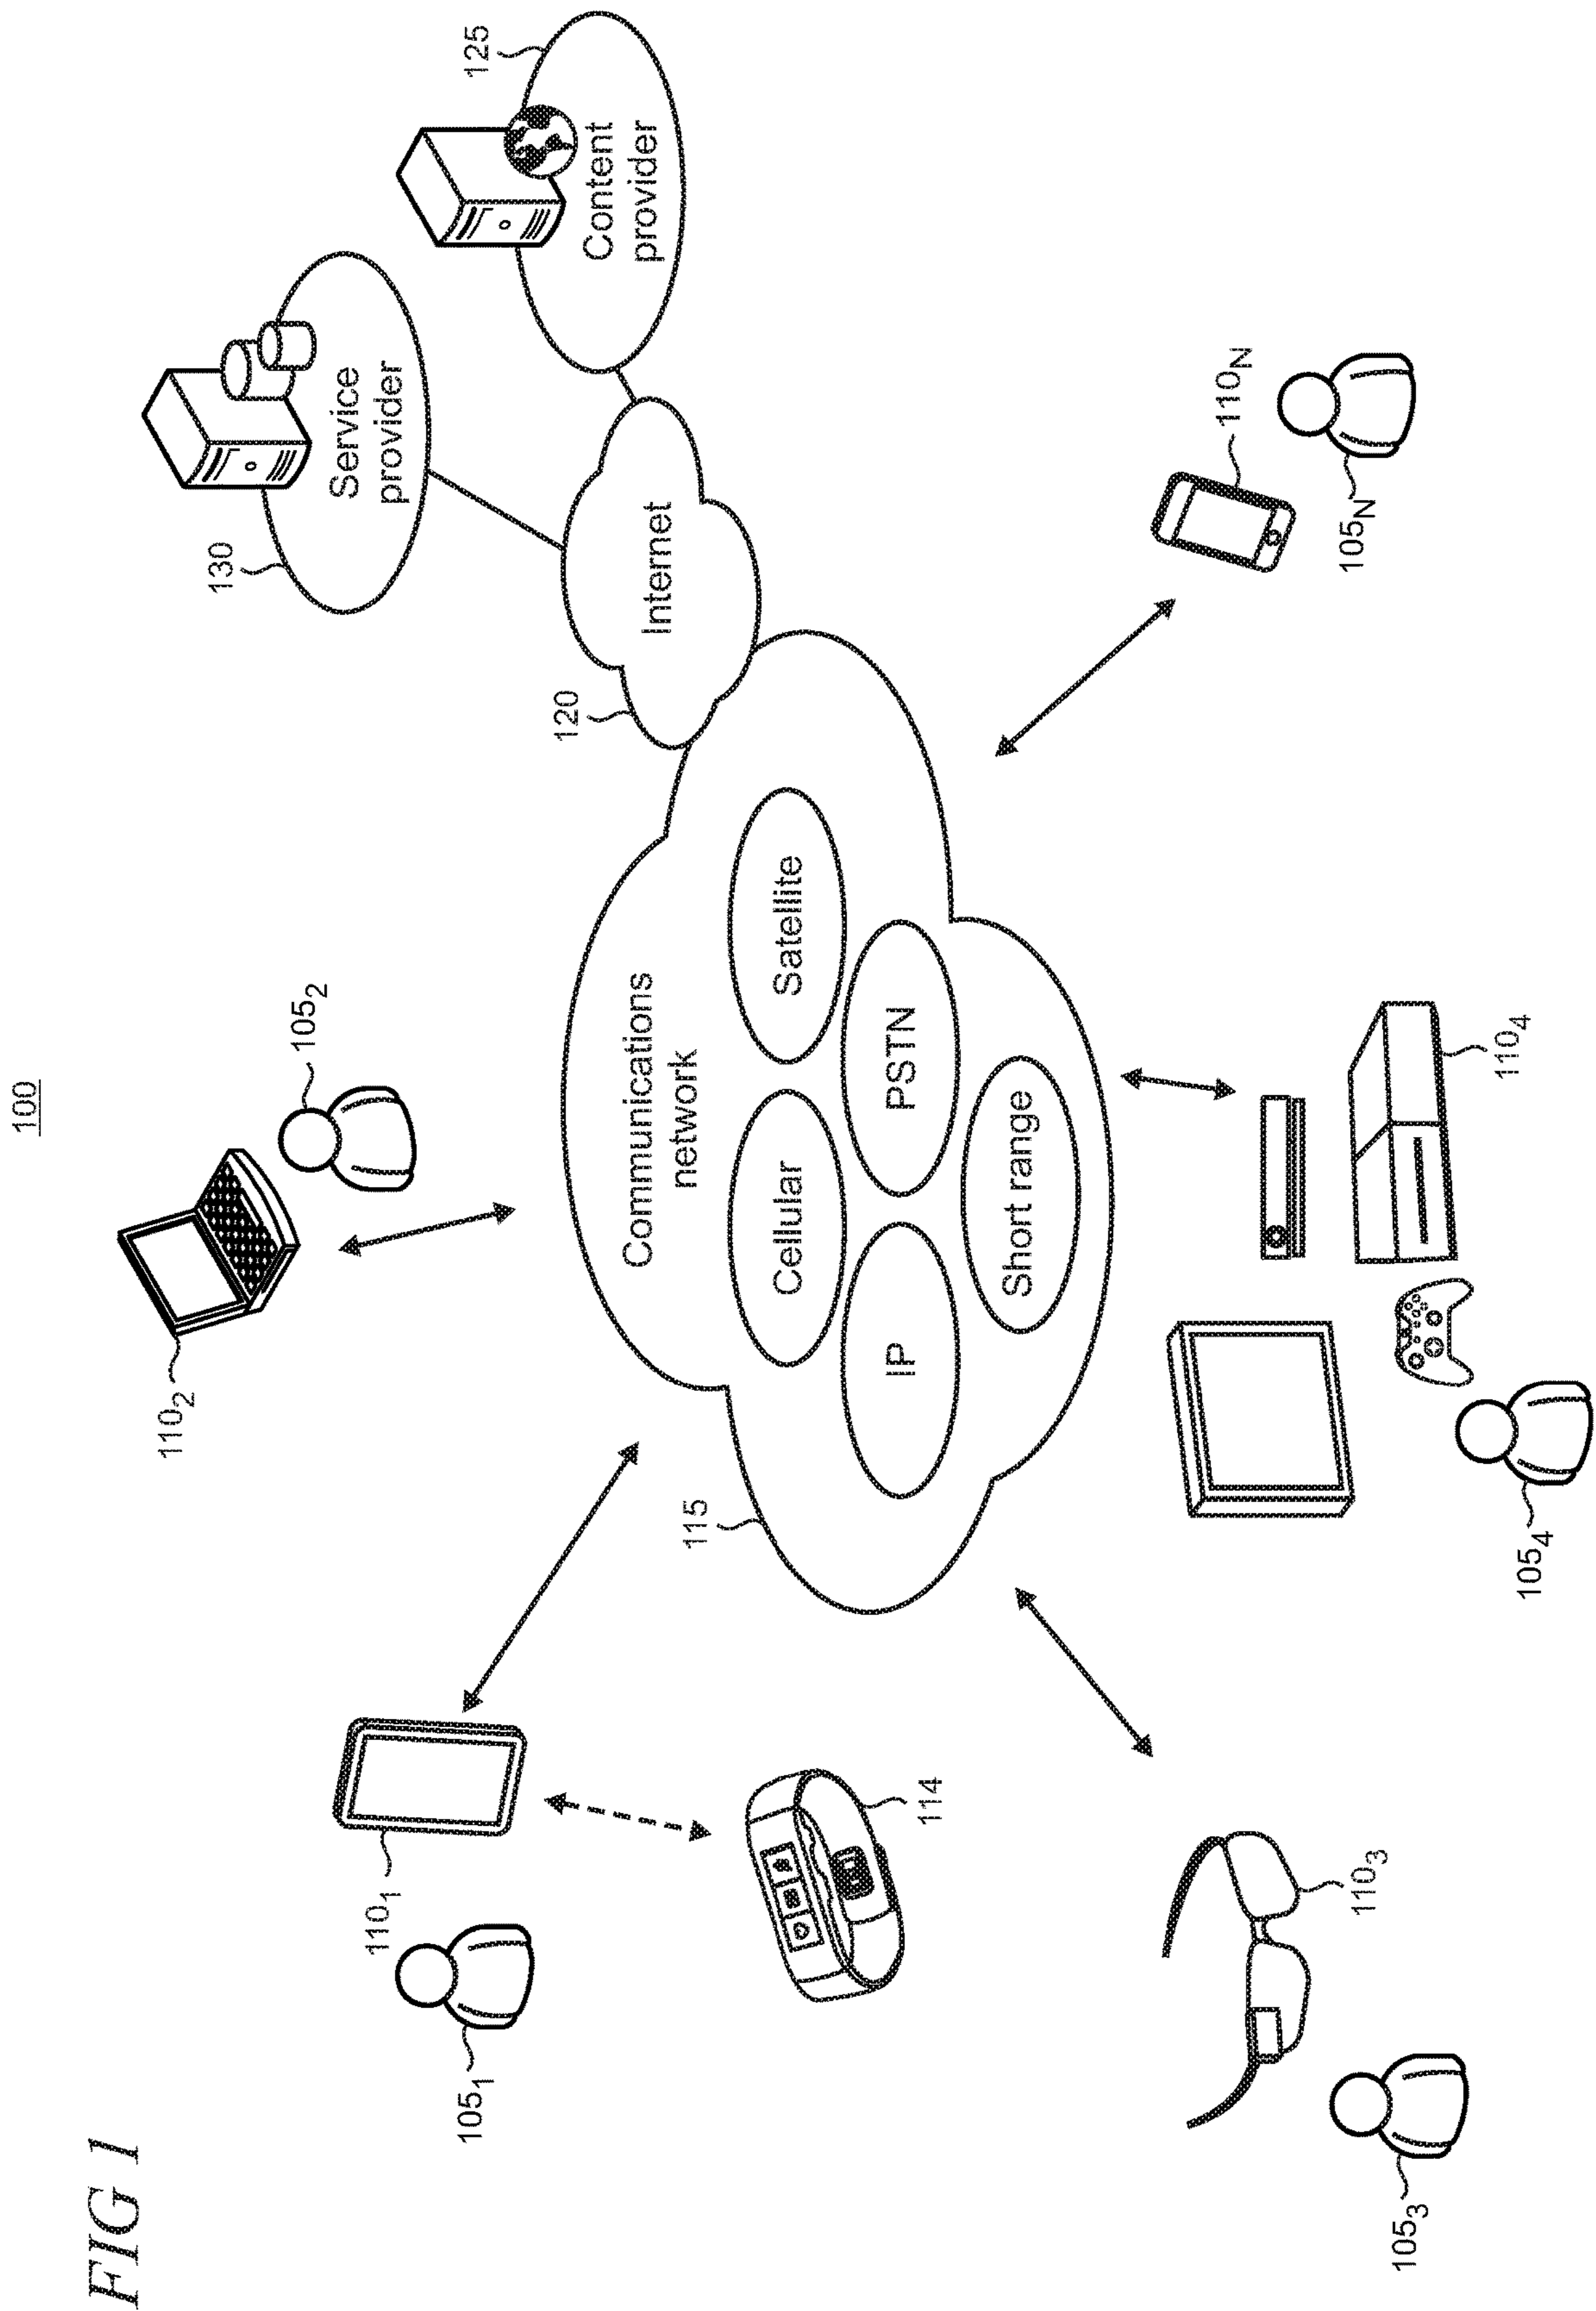 FIG 1
100
105₁
110₁
114
110₂
105₂
130
Service
provider
125
Content
provider
120
Internet
115
Communications
network
Cellular
Satellite
IP
PSTN
Short range
105₃
110₃
105₄
110₄
105N
110N